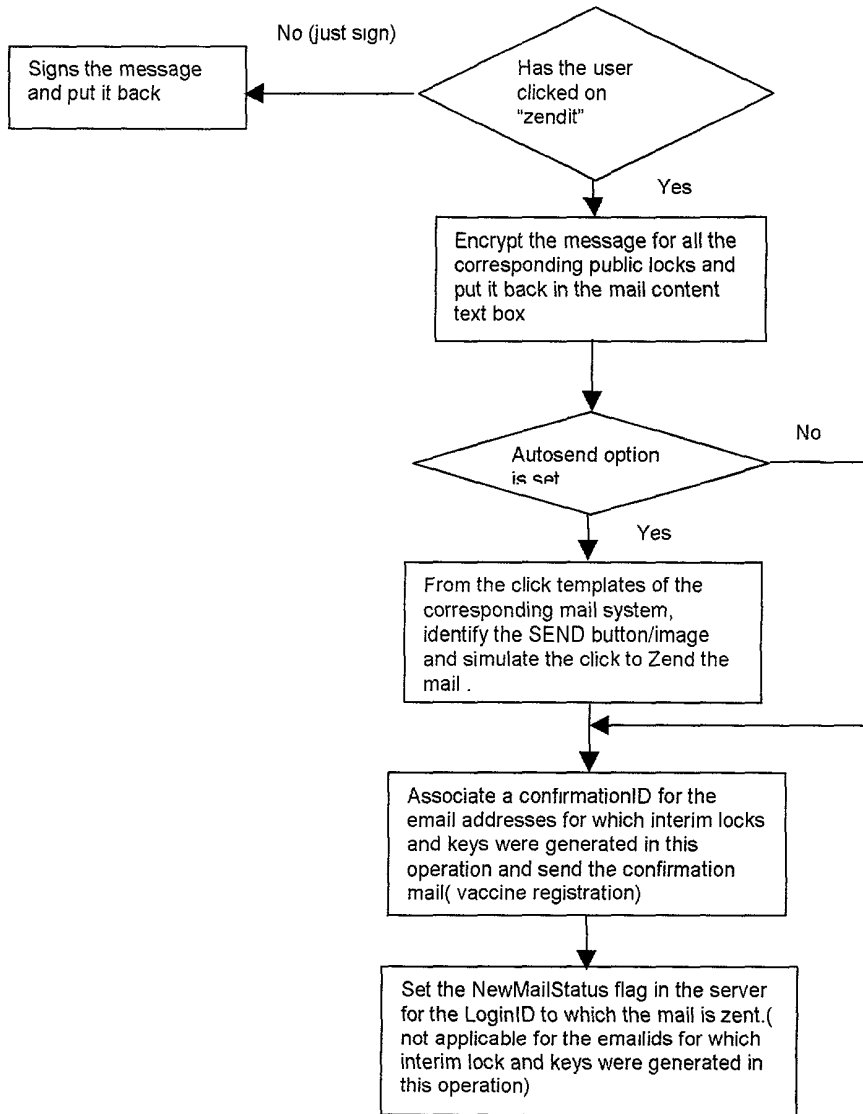 No (just sign)
Signs the message
and put it back
Has the user
clicked on
"zendit"
Yes
Encrypt the message for all the
corresponding public locks and
put it back in the mail content
text box
No
Autosend option
is set
Yes
From the click templates of the
corresponding mail system,
identify the SEND button/image
and simulate the click to Zend the
mail .
Associate a confirmationID for the
email addresses for which interim locks
and keys were generated in this
operation and send the confirmation
mail( vaccine registration)
Set the NewMailStatus flag in the server
for the LoginID to which the mail is zent.(
not applicable for the emailids for which
interim lock and keys were generated in
this operation)